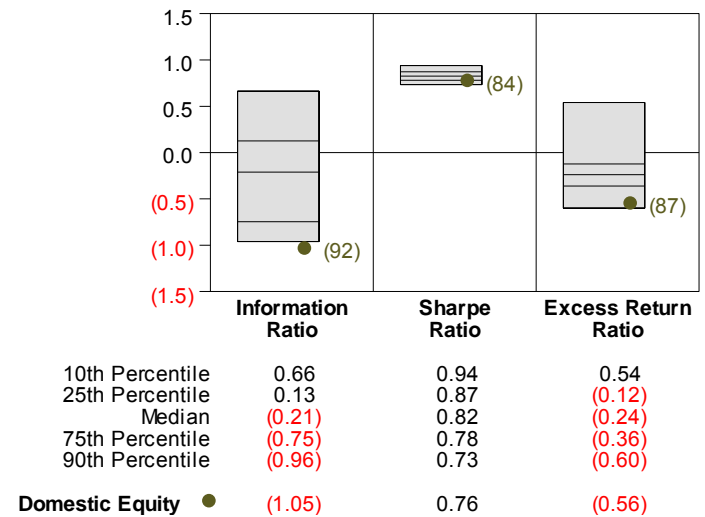 1.5
1.0
0.5
0.0
(0.5)
(1.0)
(1.5)
(92)
(84)
(87)
Information Ratio
Sharpe Ratio
Excess Return Ratio
10th Percentile 0.66 0.94 0.54
25th Percentile 0.13 0.87 (0.12)
Median (0.21) 0.82 (0.24)
75th Percentile (0.75) 0.78 (0.36)
90th Percentile (0.96) 0.73 (0.60)
Domestic Equity (1.05) 0.76 (0.56)